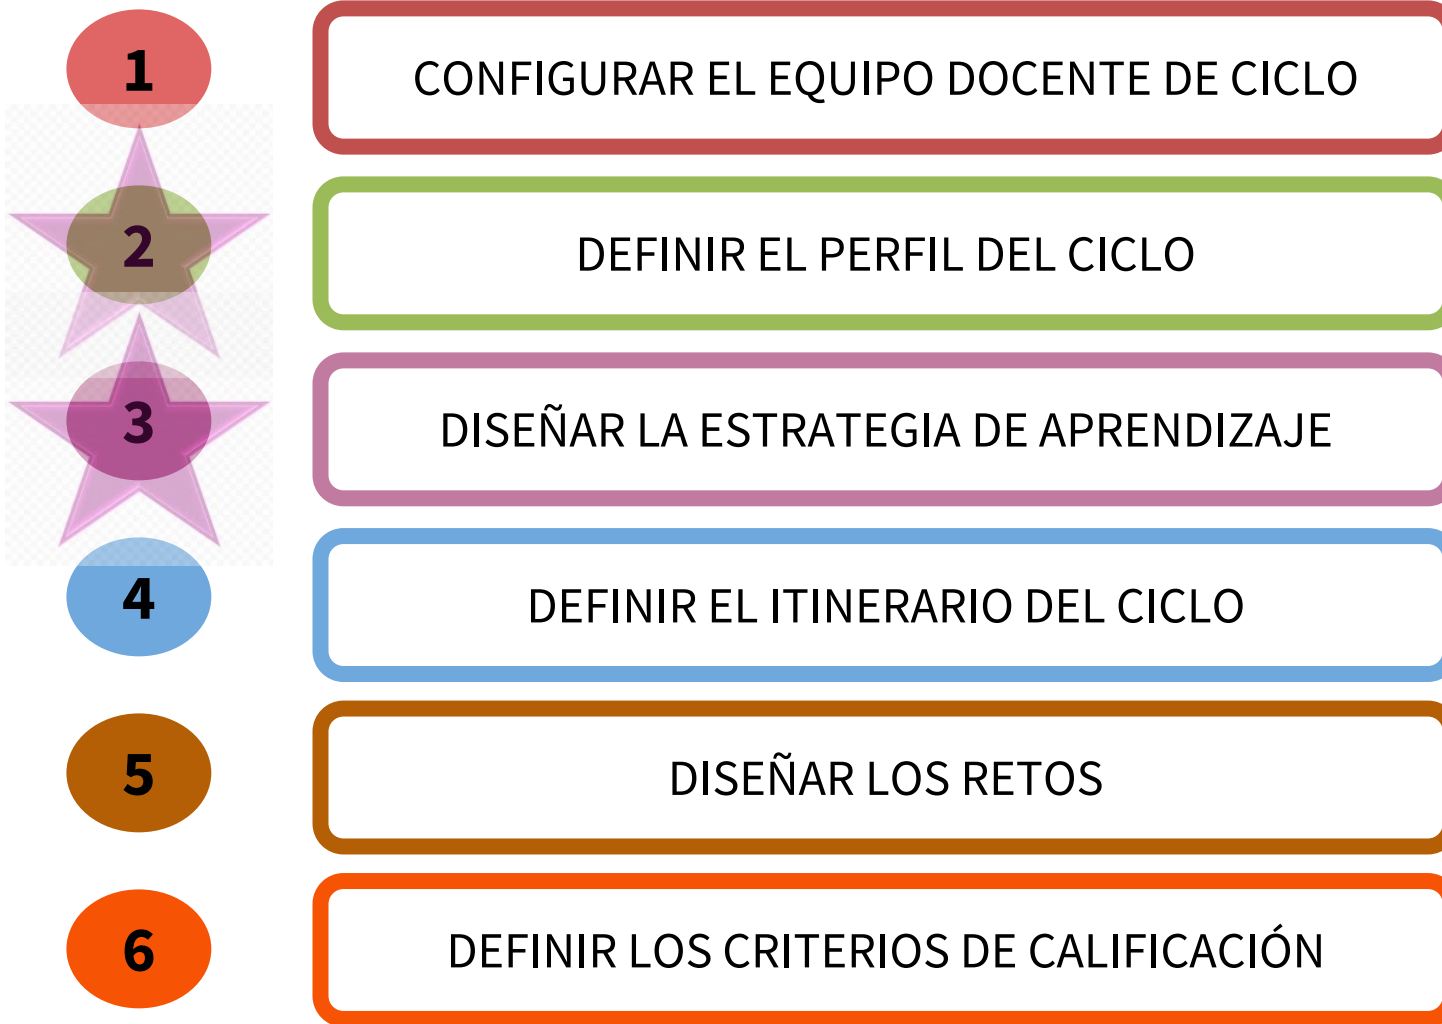 1
CONFIGURAR EL EQUIPO DOCENTE DE CICLO
2
DEFINIR EL PERFIL DEL CICLO
3
DISEÑAR LA ESTRATEGIA DE APRENDIZAJE
4
DEFINIR EL ITINERARIO DEL CICLO
5
DISEÑAR LOS RETOS
6
DEFINIR LOS CRITERIOS DE CALIFICACIÓN